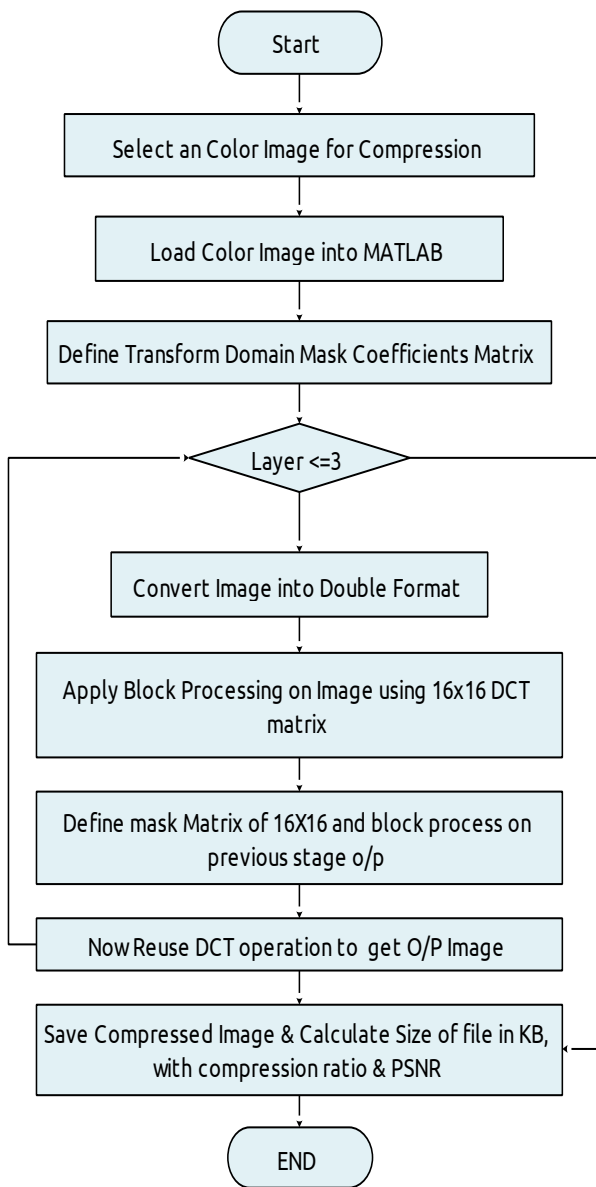 Start
Select an Color Image for Compression
Load Color Image into MATLAB
Define Transform Domain Mask Coefficients Matrix
Layer <=3
Convert Image into Double Format
Apply Block Processing on Image using 16x16 DCT
matrix
Define mask Matrix of 16X16 and block process on
previous stage o/p
Now Reuse DCT operation to get O/P Image
Save Compressed Image & Calculate Size of file in KB,
with compression ratio & PSNR
END